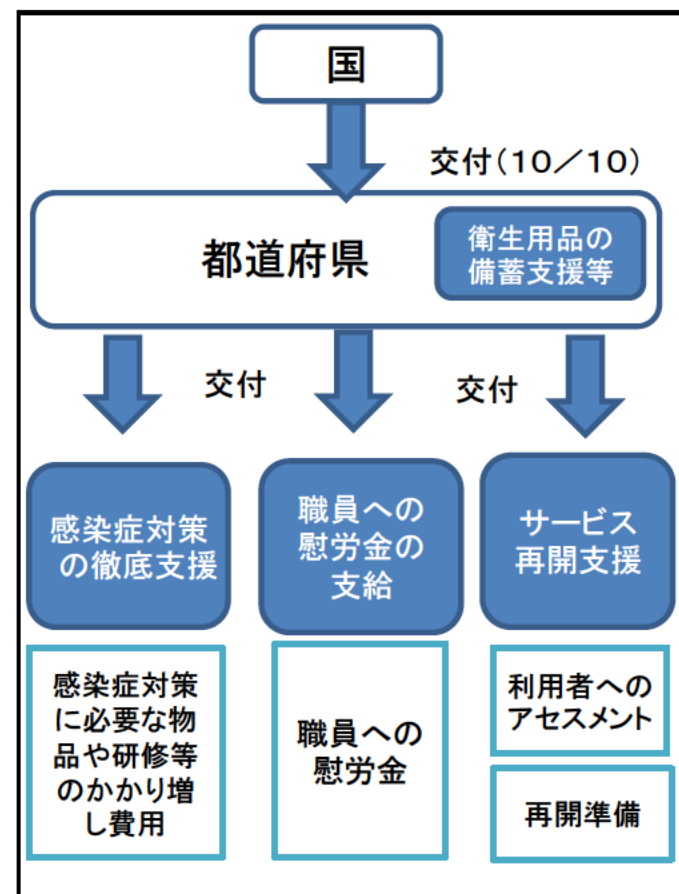 国
交付（１０／１０）
都道府県
衛生用品の
備蓄支援等
交付
交付
感染症対策
の徹底支援
職員への
慰労金の
支給
サービス
再開支援
感染症対策
に必要な物
品や研修等
のかかり増
し費用
職員への
慰労金
利用者への
アセスメント
再開準備